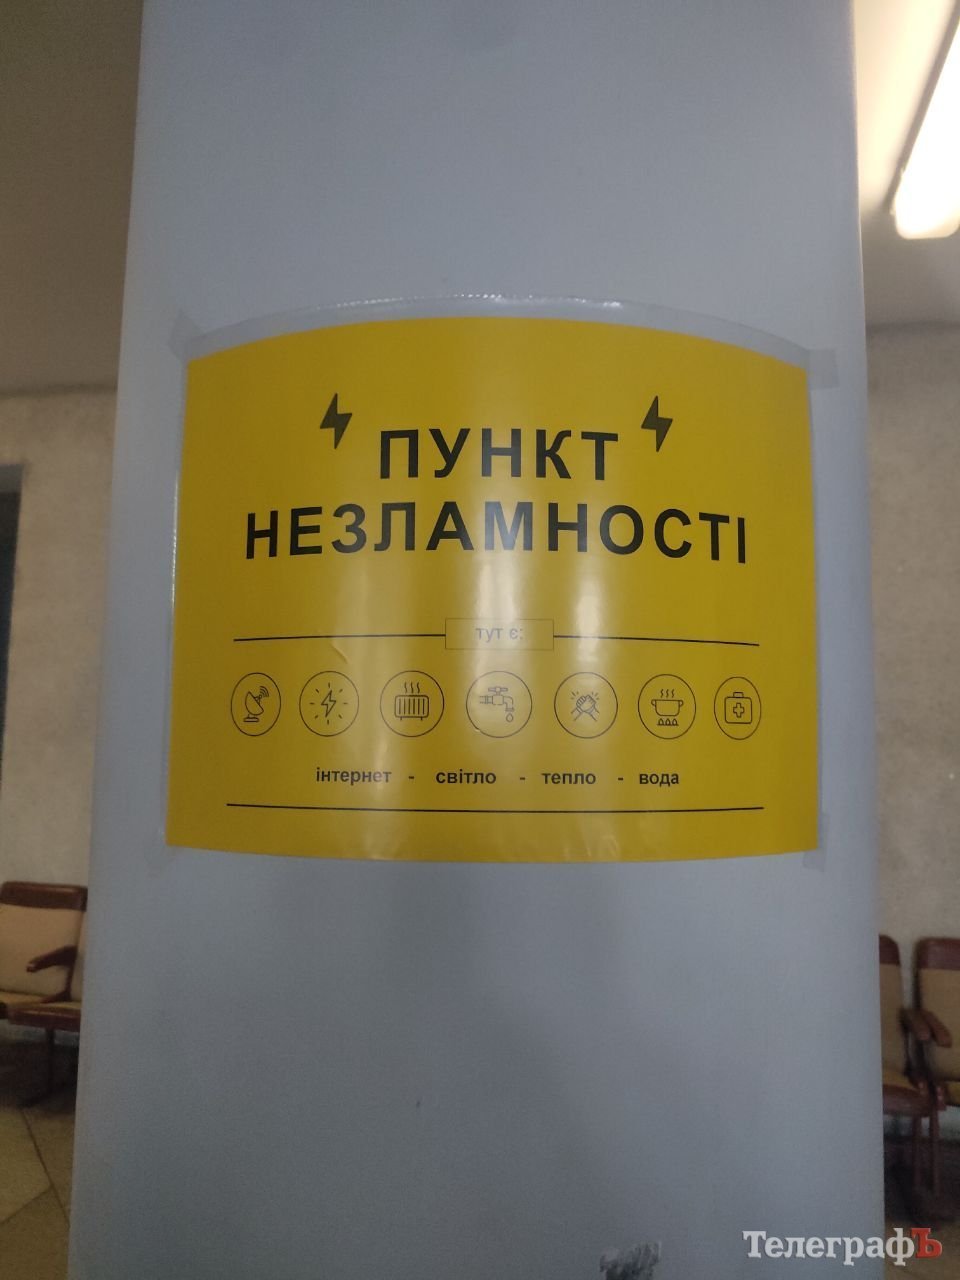 ПУНКТ
НЕЗЛАМНОСТІ
тут є:
інтернет - світло - тепло - вода
ТелеграфЪ